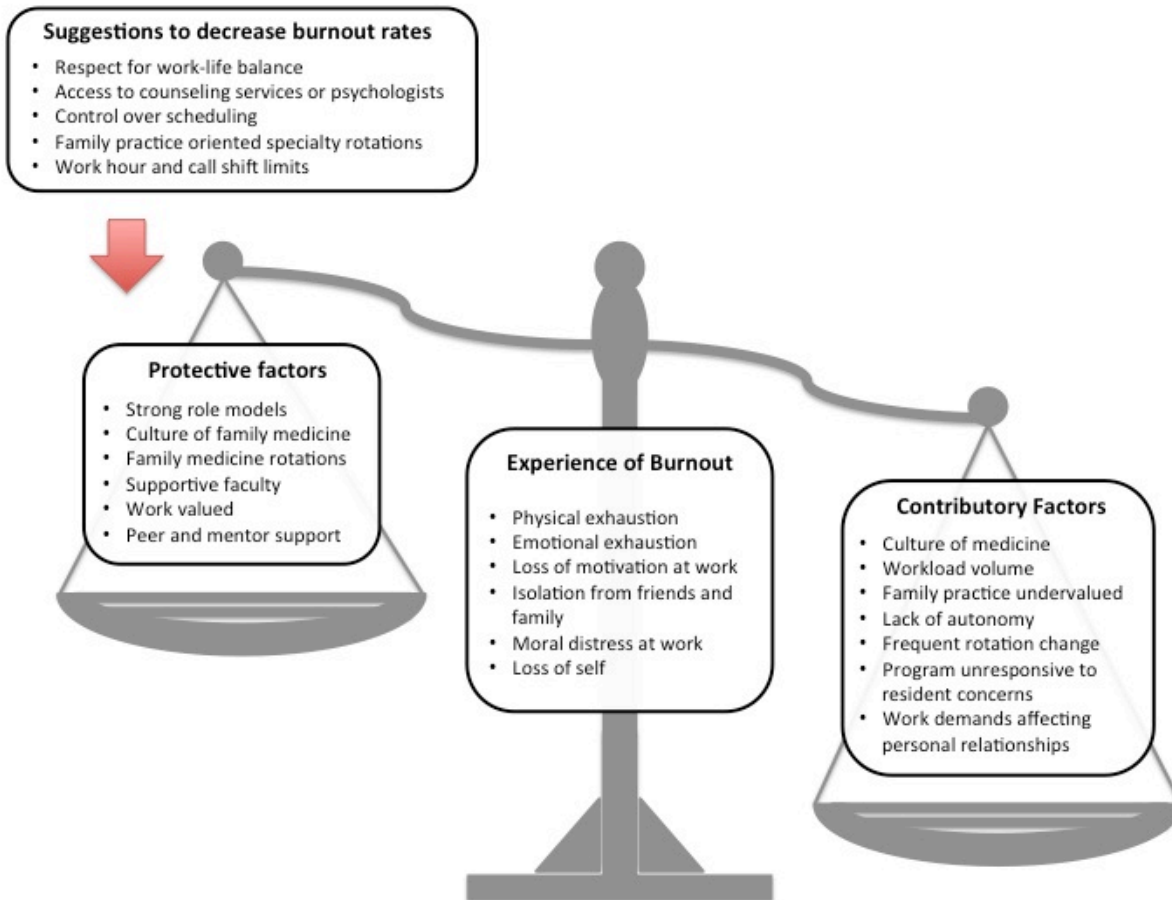 Suggestions to decrease burnout rates
• Respect for work-life balance
• Access to counseling services or psychologists
• Control over scheduling
• Family practice oriented specialty rotations
• Work hour and call shift limits
Protective factors
• Strong role models
• Culture of family medicine
• Family medicine rotations
• Supportive faculty
• Work valued
• Peer and mentor support
Experience of Burnout
• Physical exhaustion
• Emotional exhaustion
• Loss of motivation at work
• Isolation from friends and
family
• Moral distress at work
• Loss of self
Contributory Factors
• Culture of medicine
• Workload volume
• Family practice undervalued
• Lack of autonomy
• Frequent rotation change
• Program unresponsive to
resident concerns
• Work demands affecting
personal relationships